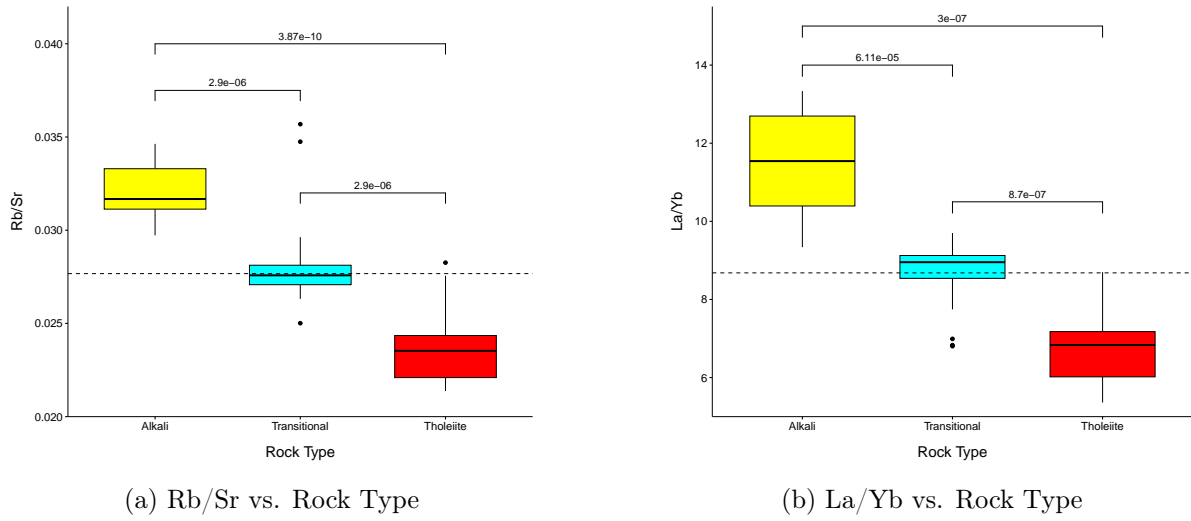 3.87e−10
2.9e−06
2.9e−06
0.040
0.035
0.030
0.025
0.020
Rb/Sr
Alkali Transitional Tholeiite
Rock Type
(a) Rb/Sr vs. Rock Type
3e−07
6.11e−05
8.7e−07
14
12
10
8
6
La/Yb
Alkali Transitional Tholeiite
Rock Type
(b) La/Yb vs. Rock Type